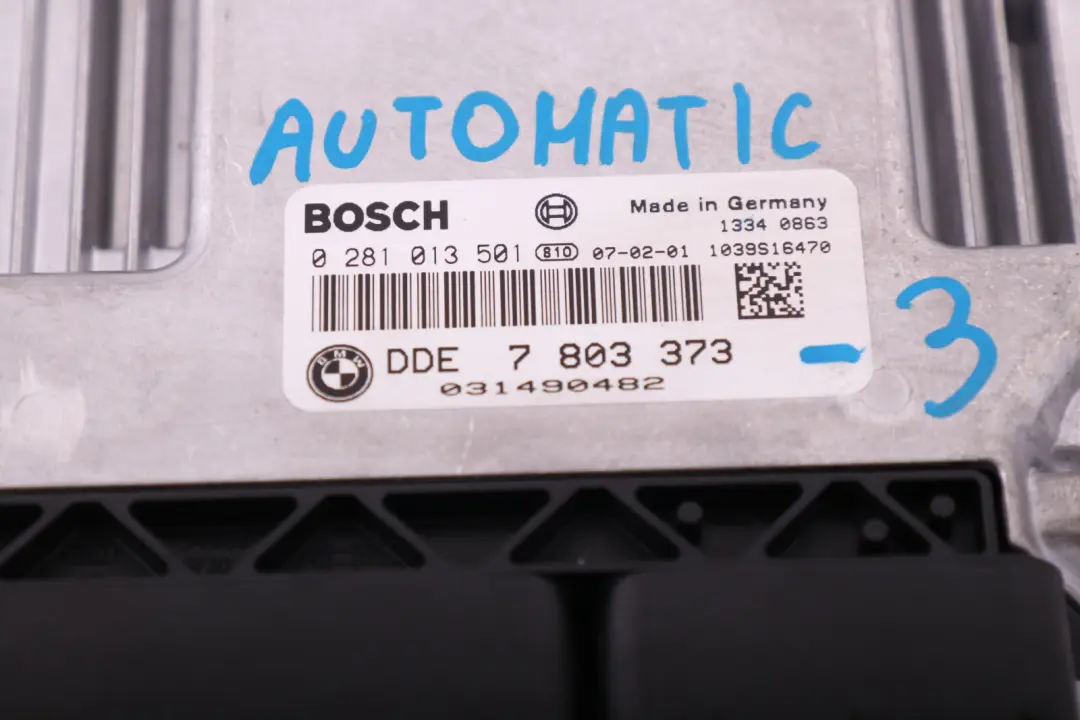 AUTOMATIC
BOSCH
Made in Germany
1334 0863
0 281 013 501 810 07-02-01 1039S16470
BMW DDE 7 803 373
031490482
- 3